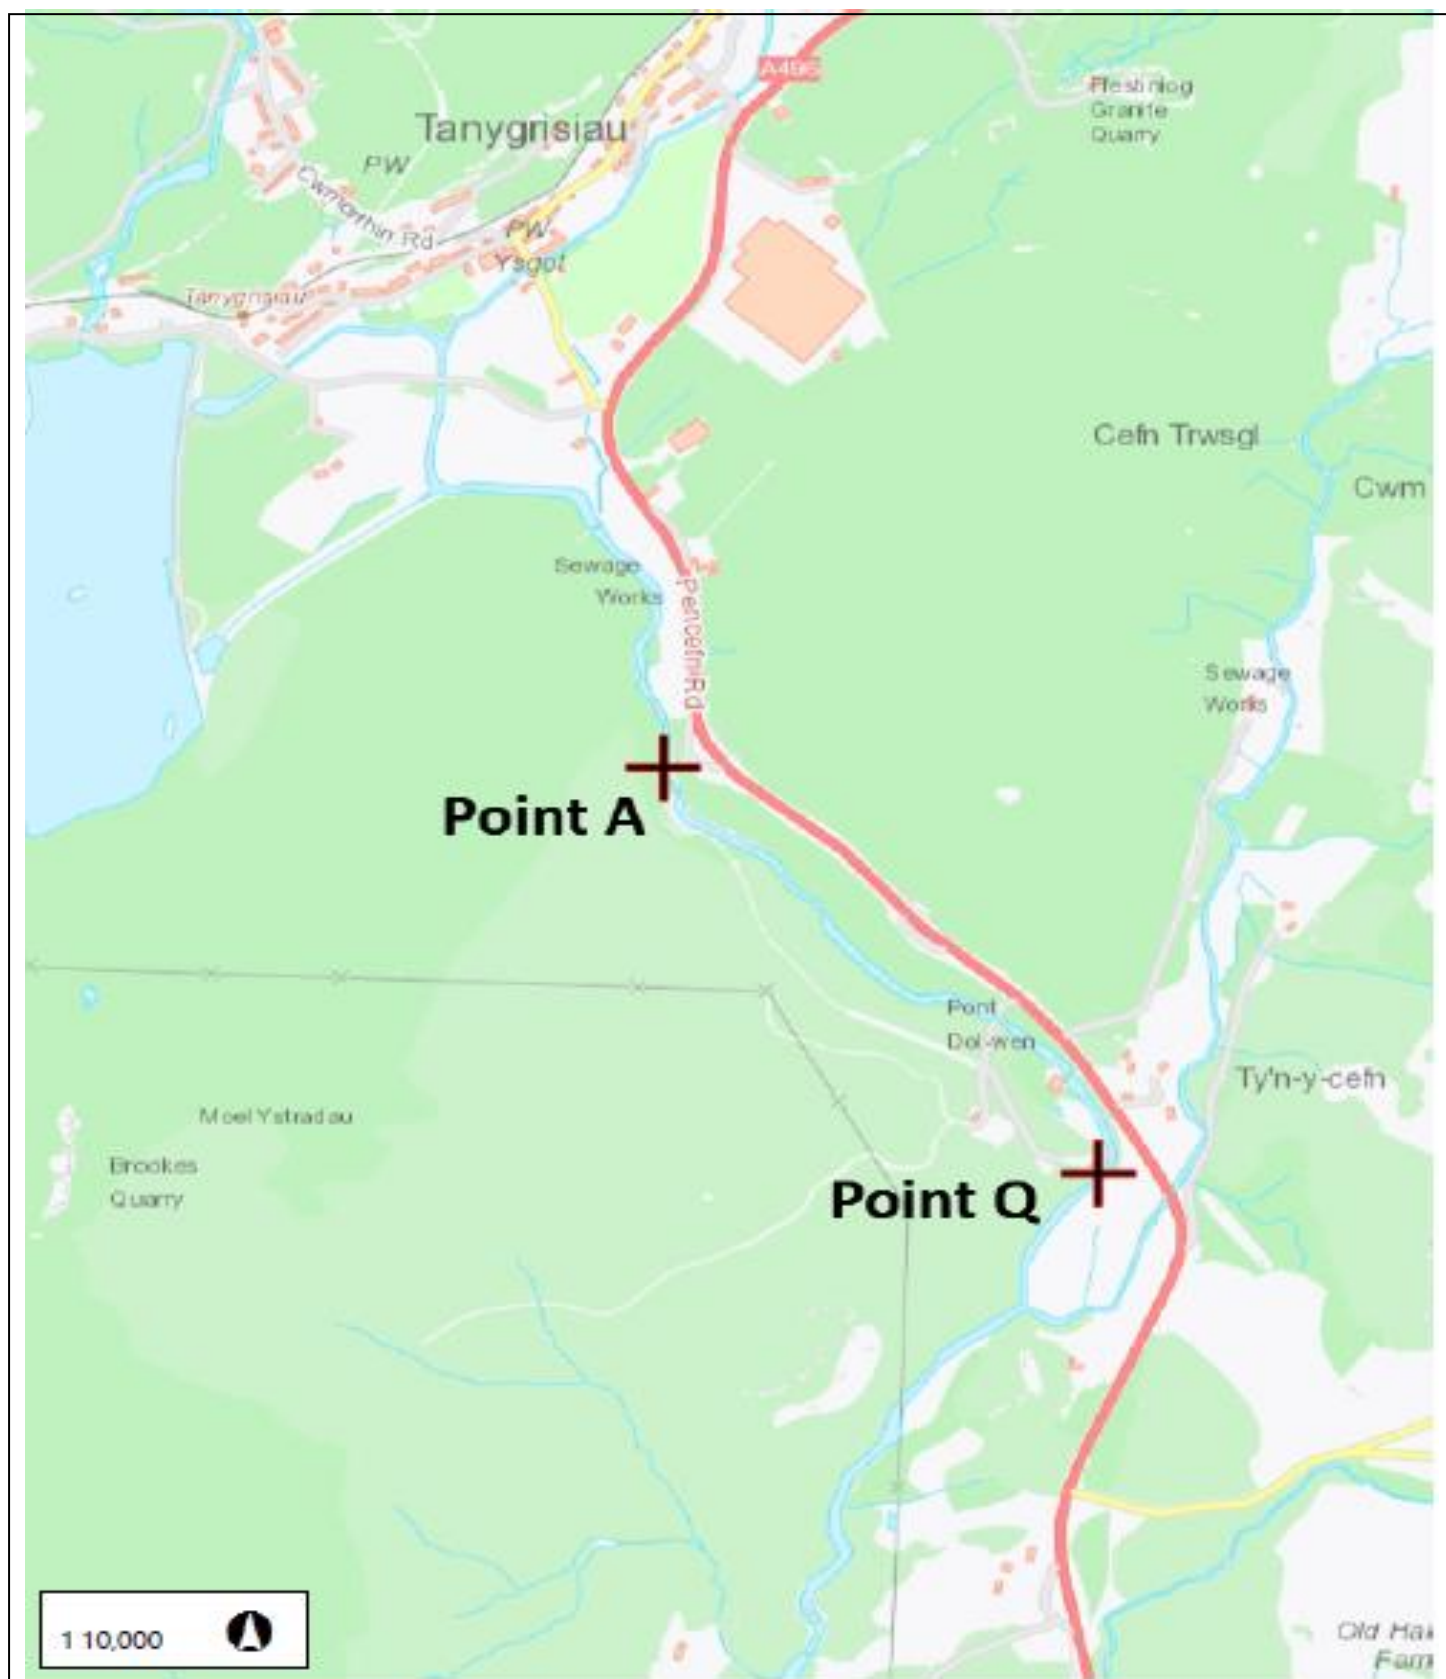 A496
Ffestiniog
Granite
Quarry
Tanygrisiau
PW
Cwmorthin Rd
PW
Ysgol
Tanygrisiau
Cefn Trwsgl
Cwm
Sewage
Works
Pencefn Rd
Sewage
Works
Point A
Pont
Dol-wen
Ty'n-y-cefn
Moel Ystradau
Brookes
Quarry
Point Q
1 10,000
Old Hal
Farm